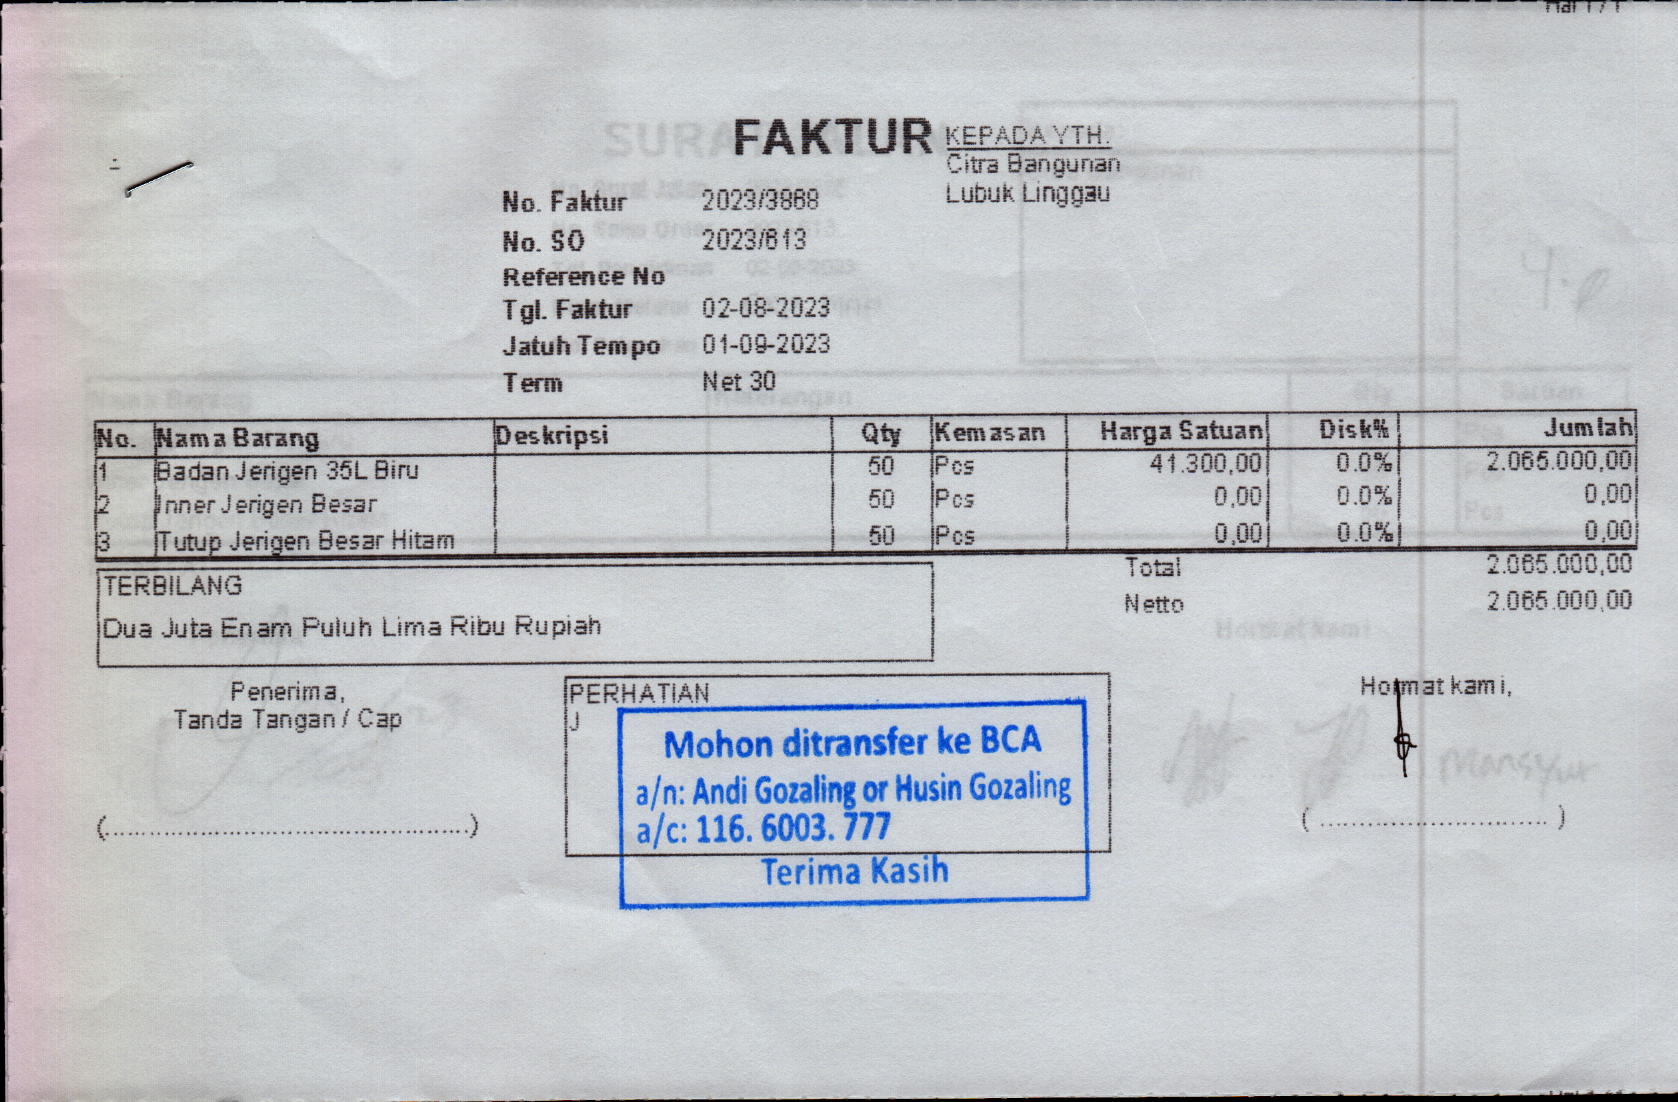 FAKTUR
KEPADA YTH.
Citra Bangunan
Lubuk Linggau
No. Faktur 2023/3868
No. SO 2023/613
Reference No
Tgl. Faktur 02-08-2023
Jatuh Tempo 01-09-2023
Term Net 30
No. Nama Barang Deskripsi Qty Kemasan Harga Satuan Disk% Jumlah
1 Badan Jerigen 35L Biru 50 Pcs 41.300,00 0.0% 2.065.000,00
2 Inner Jerigen Besar 50 Pcs 0,00 0.0% 0,00
3 Tutup Jerigen Besar Hitam 50 Pcs 0,00 0.0% 0,00
Total 2.065.000,00
Netto 2.065.000,00
TERBILANG
Dua Juta Enam Puluh Lima Ribu Rupiah
Penerima,
Tanda Tangan / Cap
(............................................)
PERHATIAN
J
Mohon ditransfer ke BCA
a/n: Andi Gozaling or Husin Gozaling
a/c: 116. 6003. 777
Terima Kasih
Hormat kami,
( ............................ )